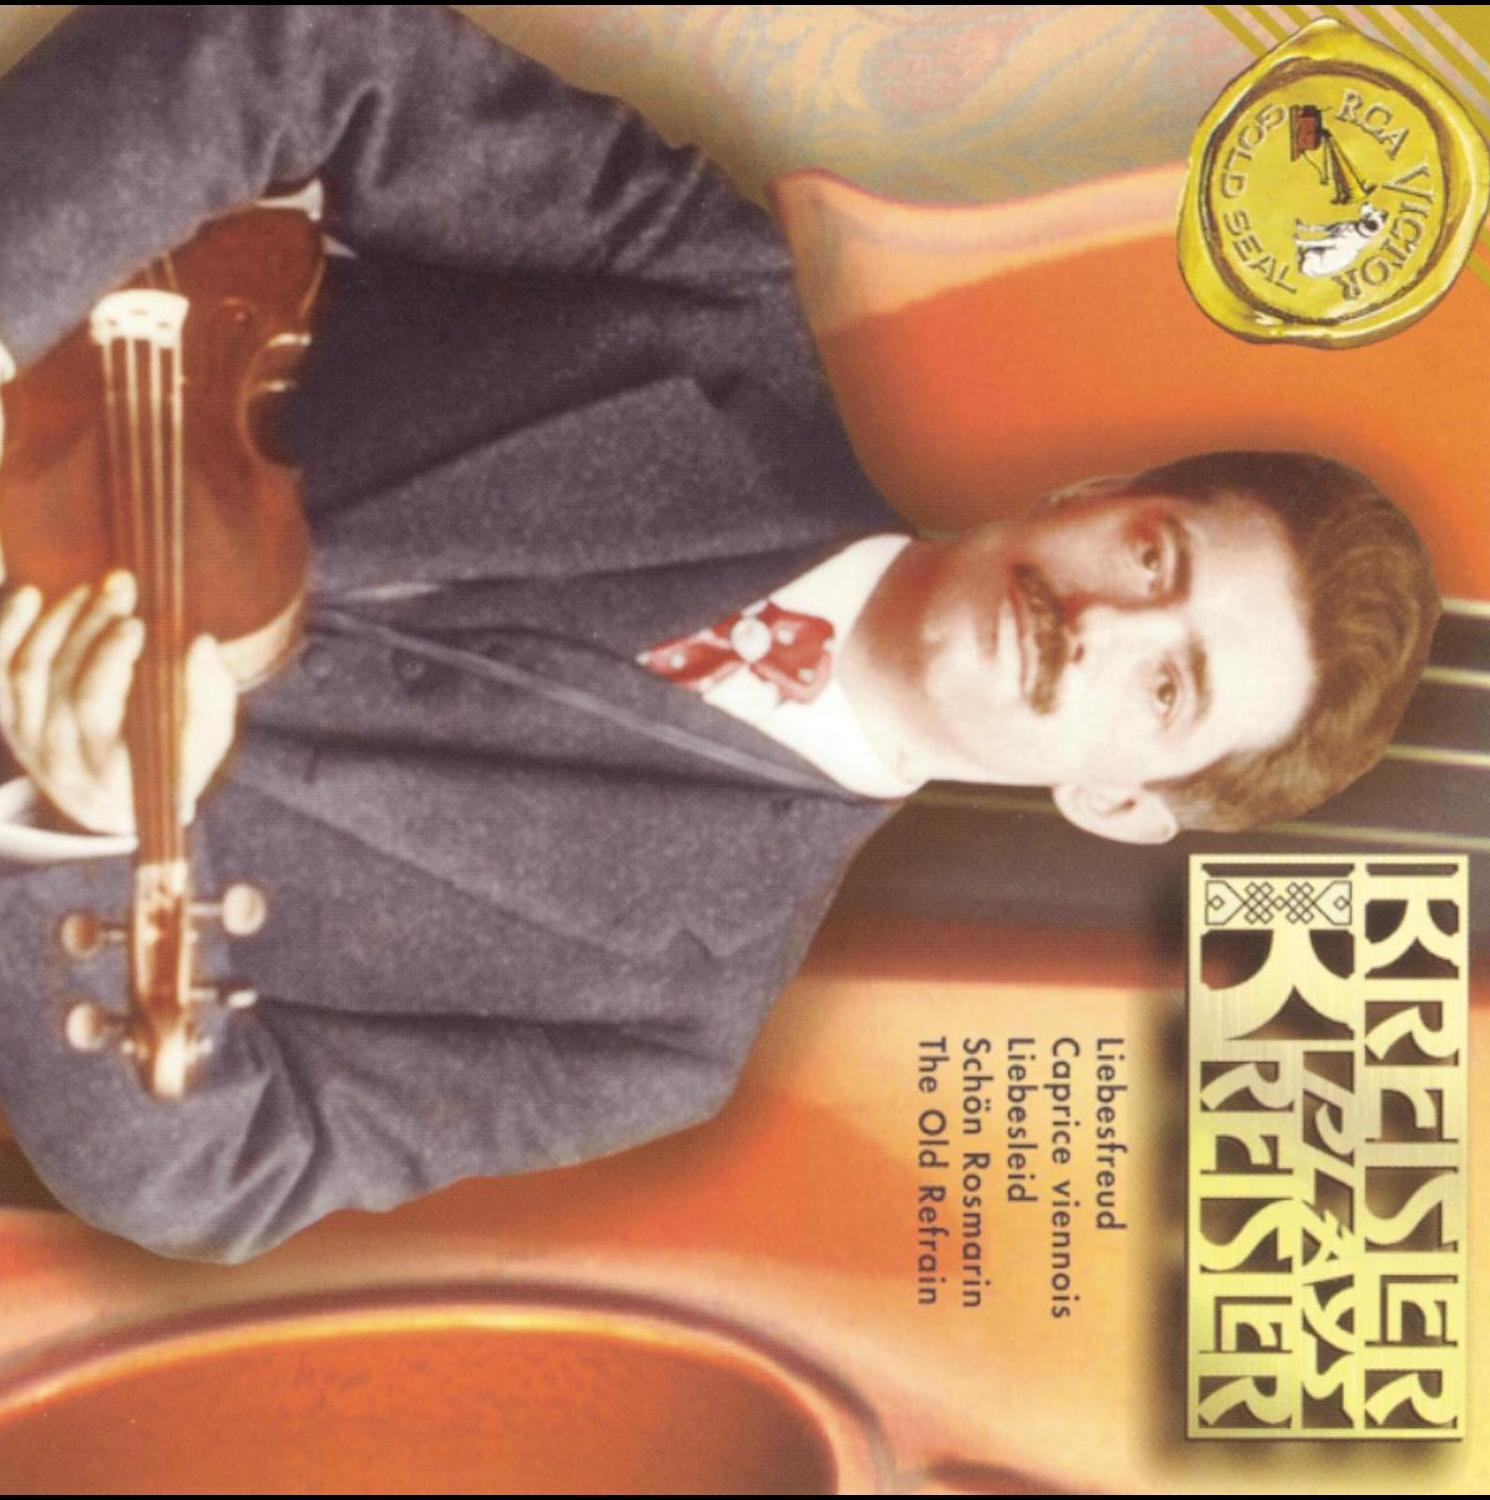 RCA VICTOR
GOLD SEAL
KREISLER
PLAYS
KREISLER
Liebesfreud
Caprice viennois
Liebesleid
Schön Rosmarin
The Old Refrain